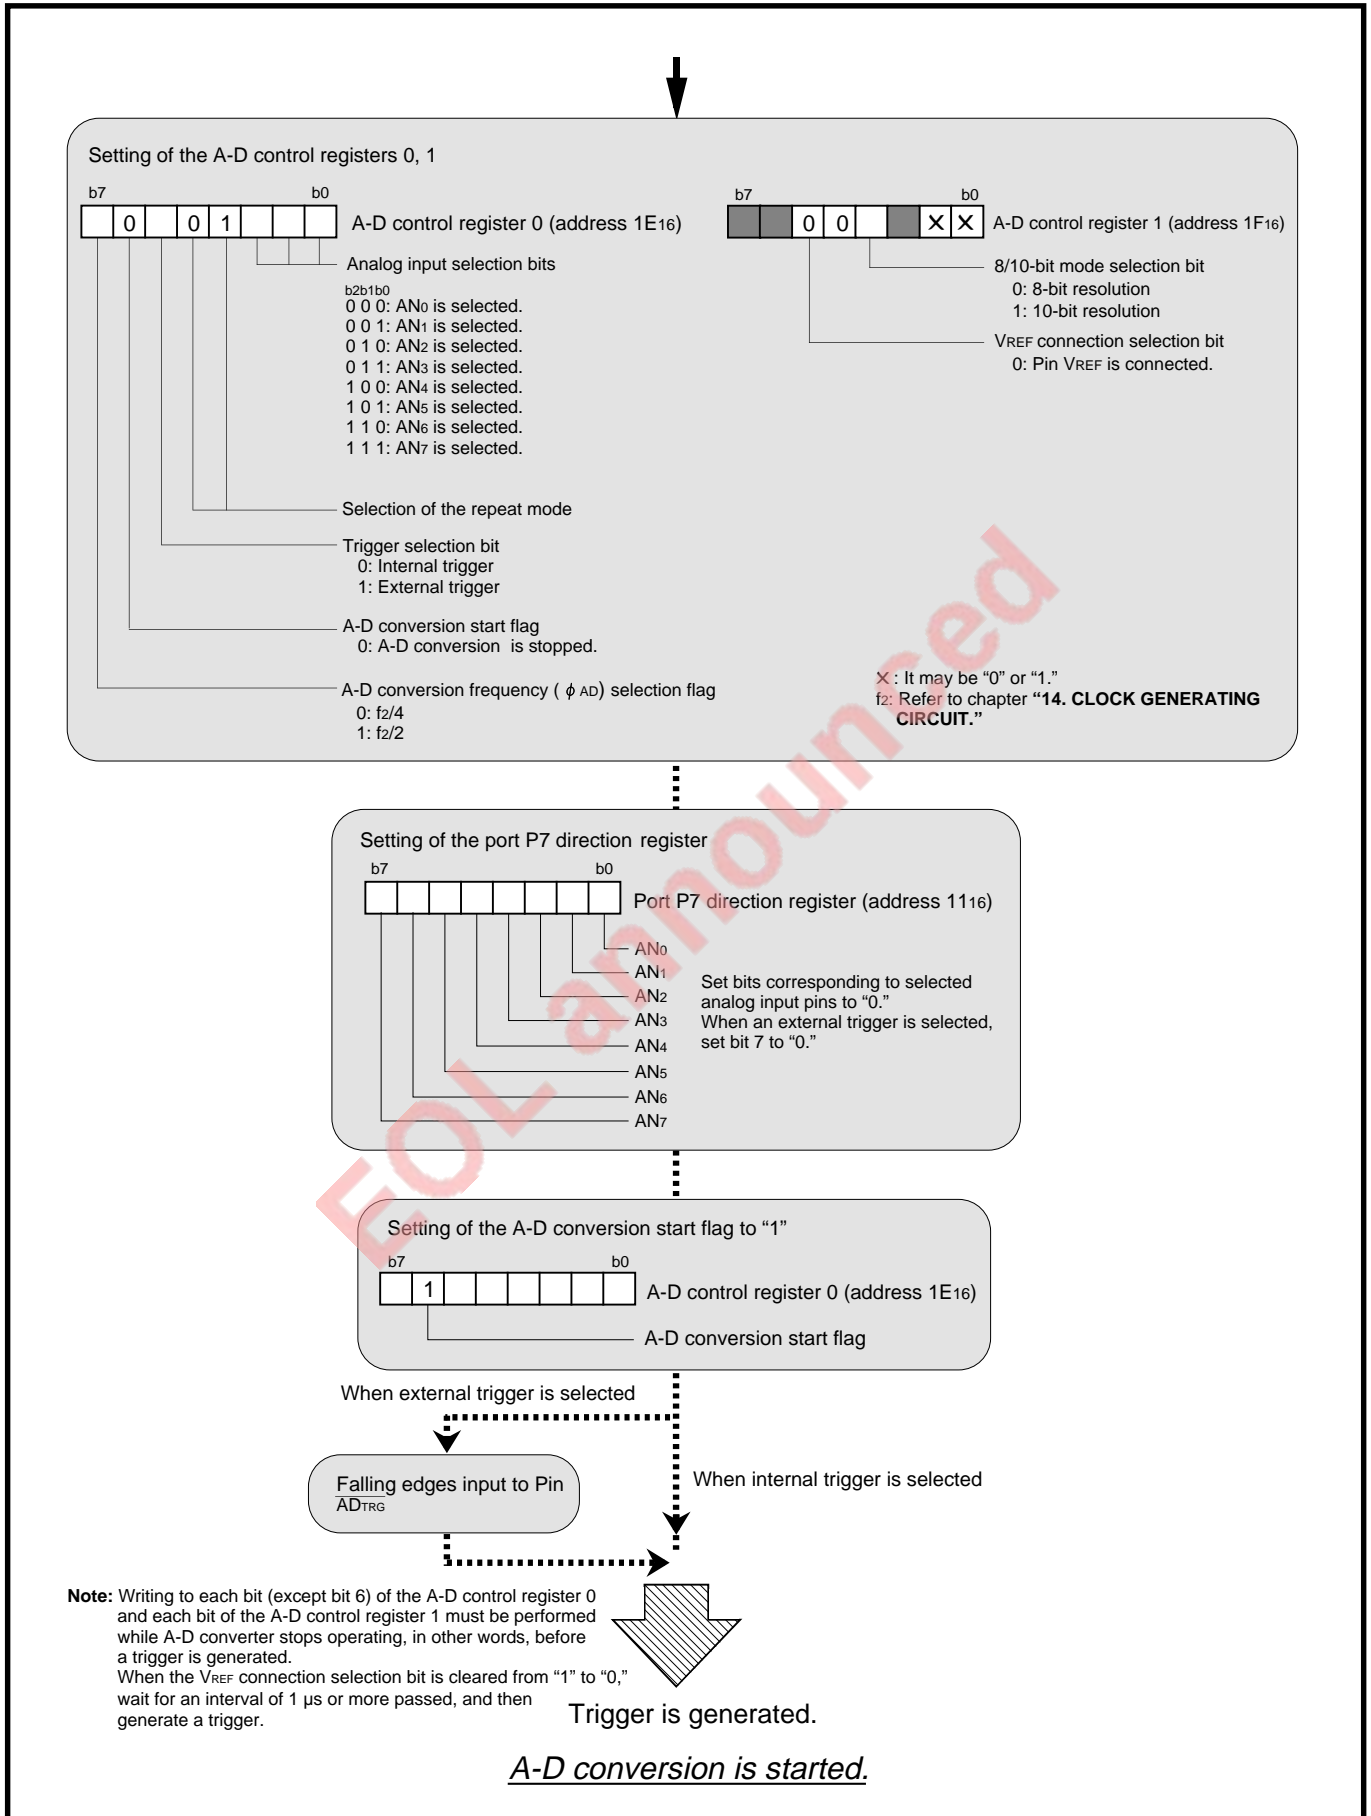 Setting of the A-D control registers 0, 1
b7 b0
0 0 1 A-D control register 0 (address 1E16)
Analog input selection bits
b2b1b0
0 0 0: AN0 is selected.
0 0 1: AN1 is selected.
0 1 0: AN2 is selected.
0 1 1: AN3 is selected.
1 0 0: AN4 is selected.
1 0 1: AN5 is selected.
1 1 0: AN6 is selected.
1 1 1: AN7 is selected.
Selection of the repeat mode
Trigger selection bit
0: Internal trigger
1: External trigger
A-D conversion start flag
0: A-D conversion is stopped.
A-D conversion frequency ( ϕ AD) selection flag
0: f2/4
1: f2/2
b7 b0
0 0 ✕ ✕ A-D control register 1 (address 1F16)
8/10-bit mode selection bit
0: 8-bit resolution
1: 10-bit resolution
VREF connection selection bit
0: Pin VREF is connected.
✕ : It may be “0” or “1.”
f2: Refer to chapter “14. CLOCK GENERATING
CIRCUIT.”
Setting of the port P7 direction register
b7 b0
Port P7 direction register (address 1116)
AN0
AN1
AN2
AN3
AN4
AN5
AN6
AN7
Set bits corresponding to selected
analog input pins to “0.”
When an external trigger is selected,
set bit 7 to “0.”
Setting of the A-D conversion start flag to “1”
b7 b0
1 A-D control register 0 (address 1E16)
A-D conversion start flag
When external trigger is selected
Falling edges input to Pin
ADTRG
When internal trigger is selected
Note: Writing to each bit (except bit 6) of the A-D control register 0
and each bit of the A-D control register 1 must be performed
while A-D converter stops operating, in other words, before
a trigger is generated.
When the VREF connection selection bit is cleared from “1” to “0,”
wait for an interval of 1 µs or more passed, and then
generate a trigger.
Trigger is generated.
A-D conversion is started.
EOL announced